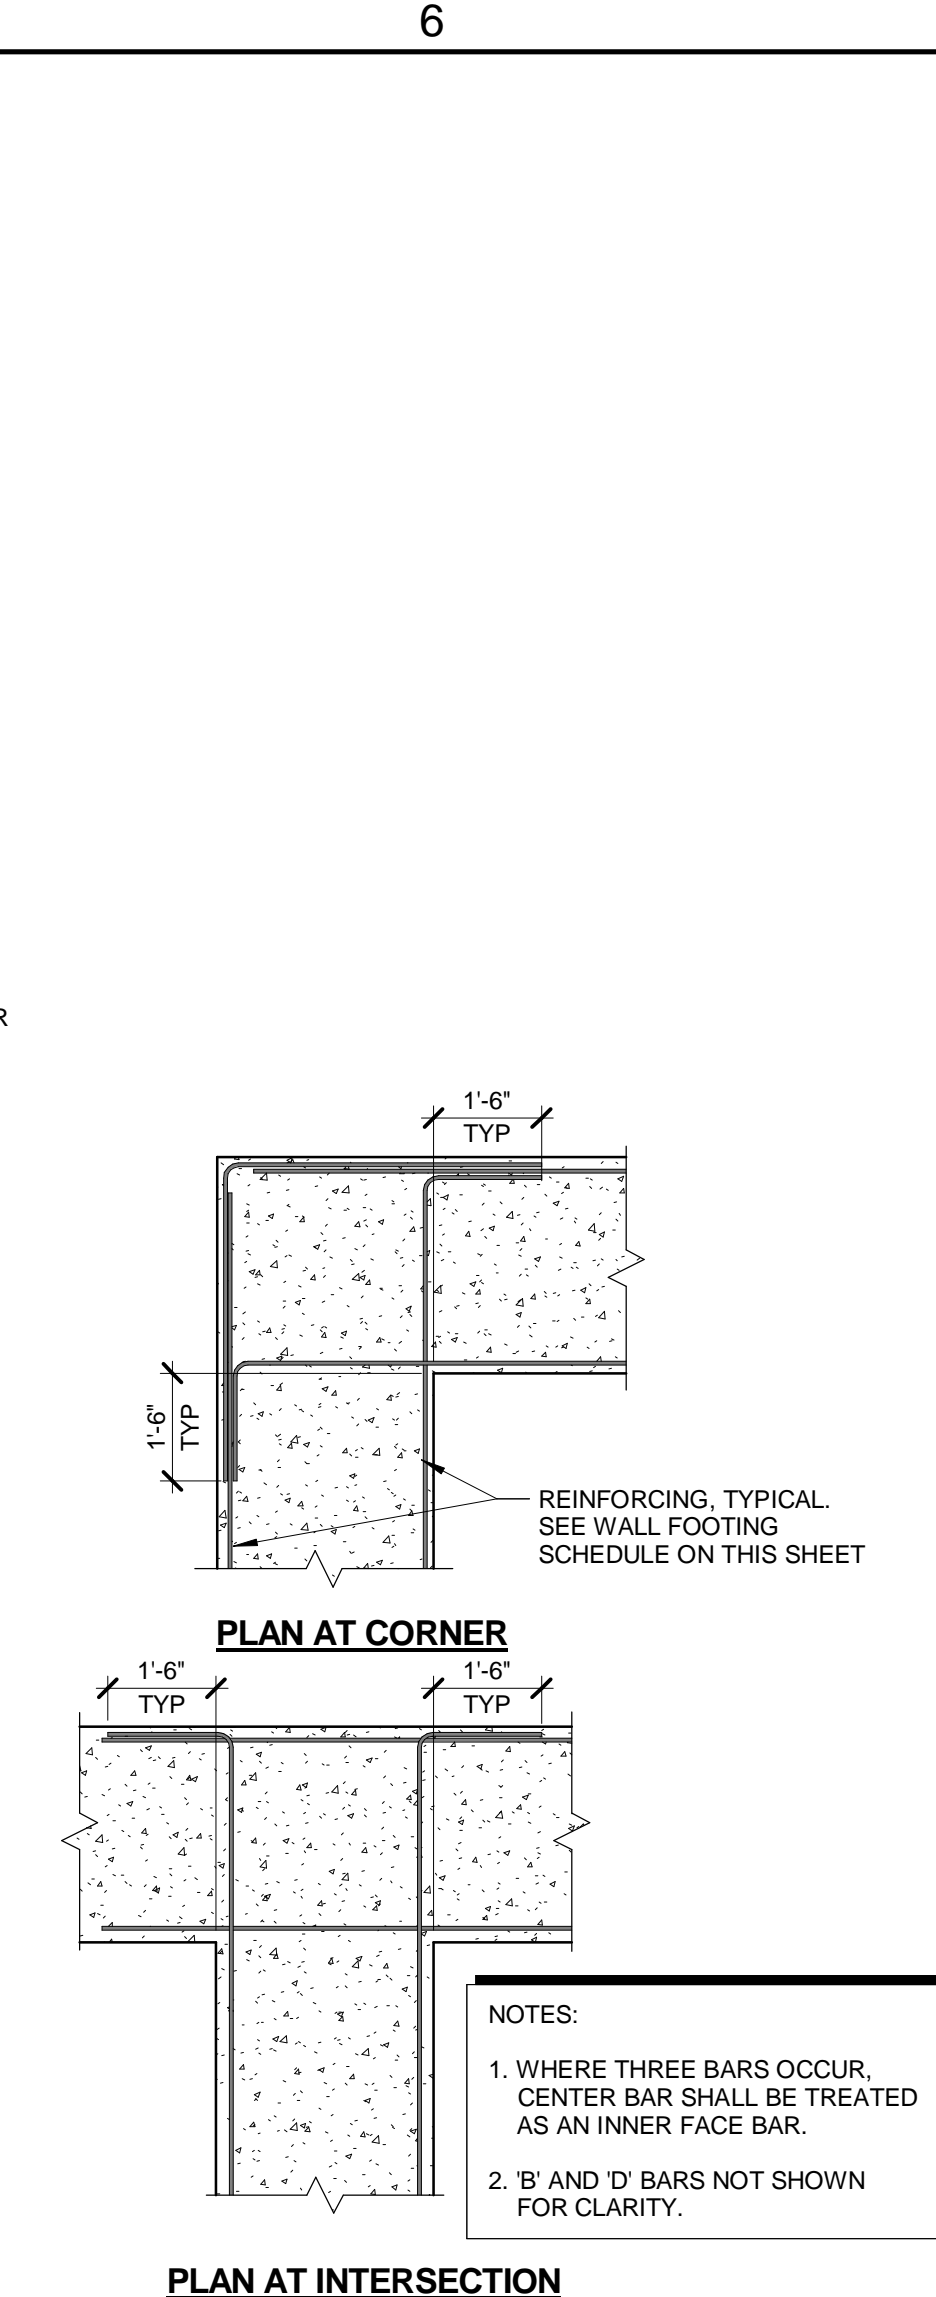 6
R
1'-6"
TYP
1'-6"
TYP
REINFORCING, TYPICAL.
SEE WALL FOOTING
SCHEDULE ON THIS SHEET
PLAN AT CORNER
1'-6"
TYP
1'-6"
TYP
NOTES:
1. WHERE THREE BARS OCCUR,
CENTER BAR SHALL BE TREATED
AS AN INNER FACE BAR.
2. 'B' AND 'D' BARS NOT SHOWN
FOR CLARITY.
PLAN AT INTERSECTION